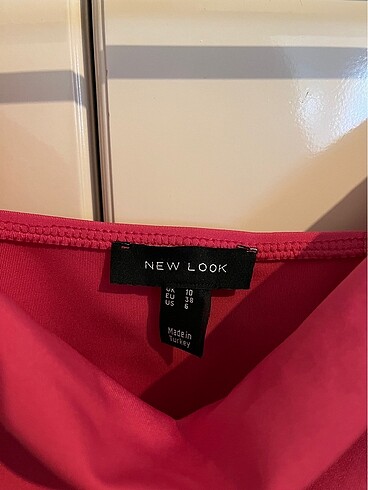 NEW LOOK
UK 10
EU 38
US 6
Made in
Turkey